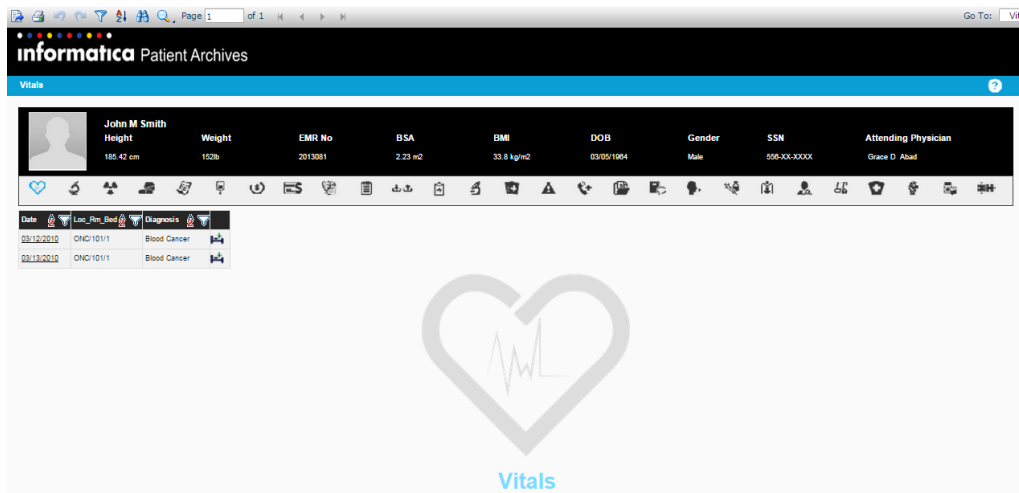 Page 1 of 1 Go To: Vit
informatica Patient Archives
Vitals ?
John M Smith
Height Weight EMR No BSA BMI DOB Gender SSN Attending Physician
185.42 cm 152lb 2013081 2.23 m2 33.8 kg/m2 03/05/1964 Male 556-XX-XXXX Grace D Abad
Date Loc_Rm_Bed Diagnosis
03/12/2010 ONC/101/1 Blood Cancer
03/13/2010 ONC/101/1 Blood Cancer
Vitals